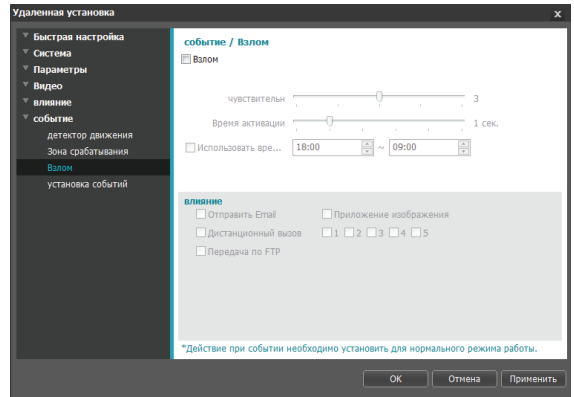 Удаленная установка
x
Быстрая настройка
Система
Параметры
Видео
влияние
событие
детектор движения
Зона срабатывания
Взлом
установка событий
событие / Взлом
Взлом
чувствительн 3
Время активации 1 сек.
Использовать вре... 18:00 ~ 09:00
влияние
Отправить Email Приложение изображения
Дистанционный вызов 1 2 3 4 5
Передача по FTP
*Действие при событии необходимо установить для нормального режима работы.
OK Отмена Применить